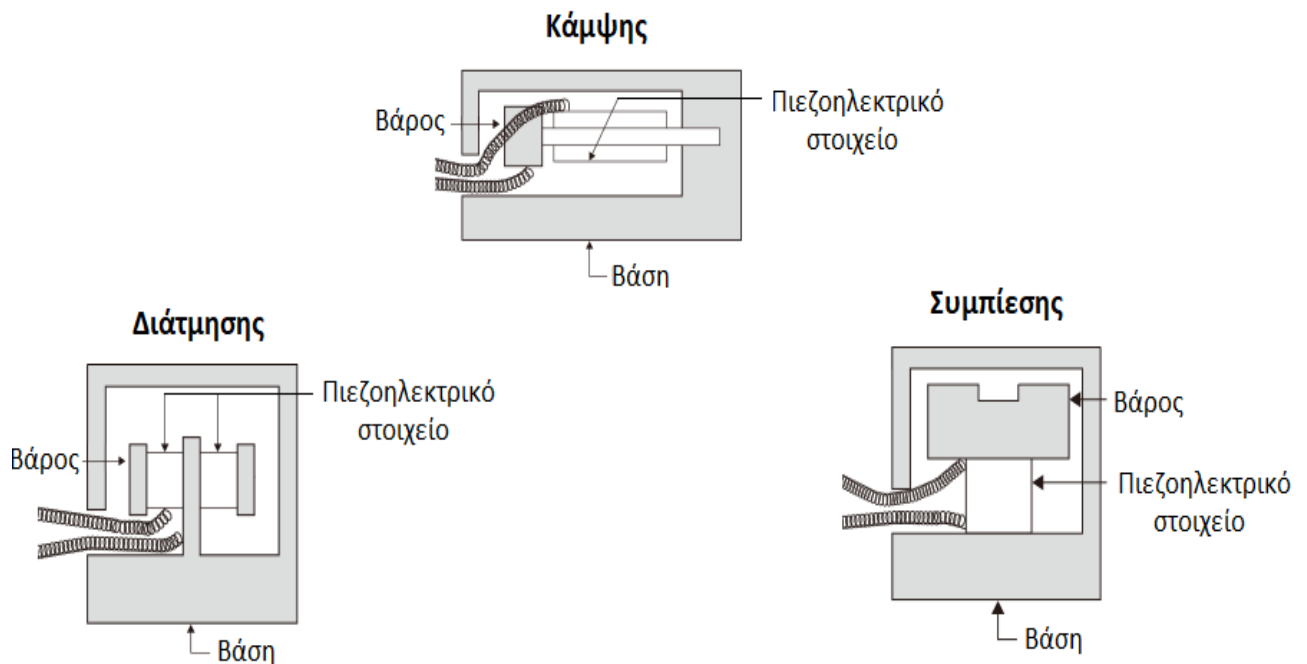 Κάμψης
Βάρος
Πιεζοηλεκτρικό
στοιχείο
Βάση
Διάτμησης
Πιεζοηλεκτρικό
στοιχείο
Βάρος
Βάση
Συμπίεσης
Βάρος
Πιεζοηλεκτρικό
στοιχείο
Βάση